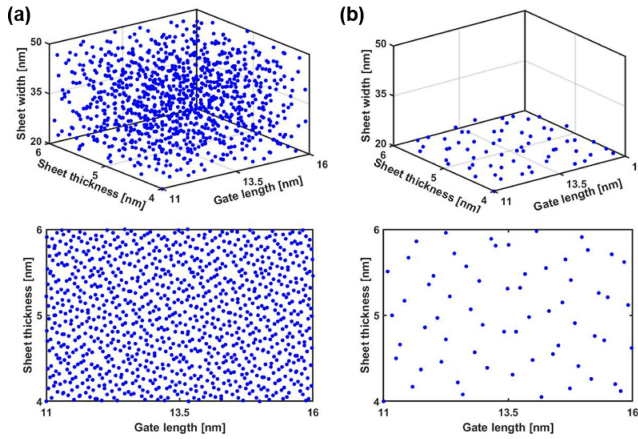 (a)
(b)
50
35
20
Sheet width [nm]
6
5
4
Sheet thickness [nm]
11
13.5
16
Gate length [nm]
50
35
20
Sheet width [nm]
6
5
4
Sheet thickness [nm]
11
13.5
1
Gate length [nm]
6
5
4
Sheet thickness [nm]
11
13.5
16
Gate length [nm]
6
5
4
Sheet thickness [nm]
11
13.5
16
Gate length [nm]